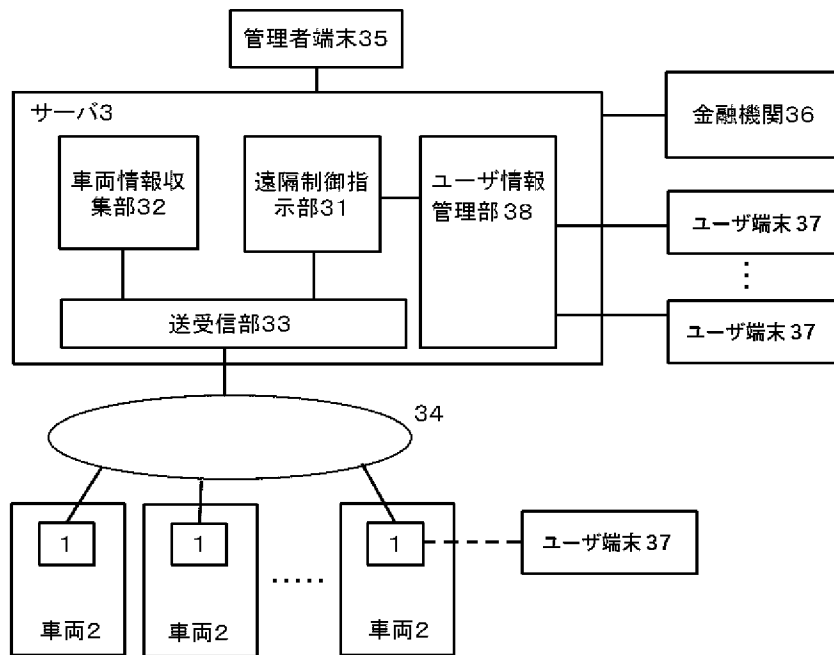 管理者端末35
サーバ3
金融機関36
車両情報収
集部32
遠隔制御指
示部31
ユーザ情報
管理部38
ユーザ端末37
⋮
ユーザ端末37
送受信部33
34
1
1
1
ユーザ端末37
.....
車両2
車両2
車両2